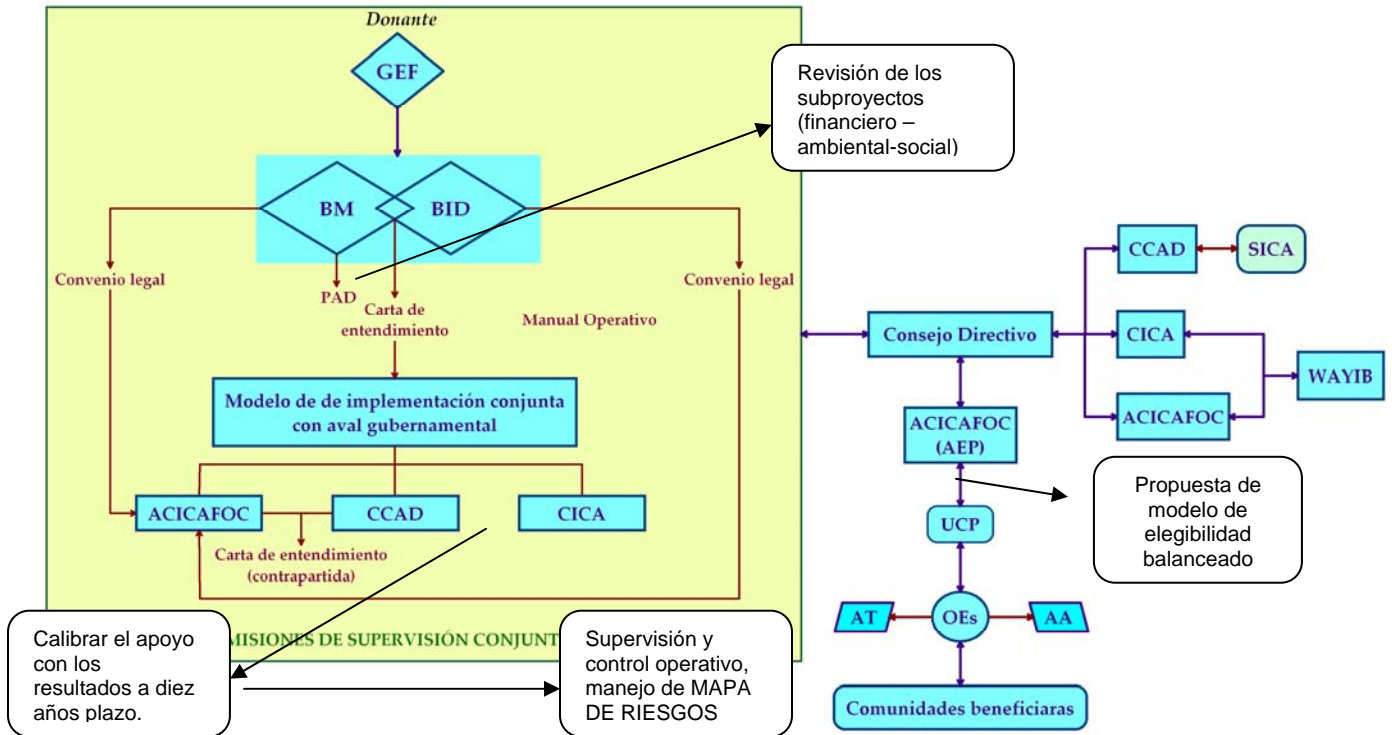 Donante
GEF
BM
BID
Convenio legal
PAD
Carta de
entendimiento
Manual Operativo
Convenio legal
Modelo de de implementación conjunta
con aval gubernamental
ACICAFOC
CCAD
CICA
Carta de entendimiento
(contrapartida)
MISIONES DE SUPERVISIÓN CONJUNT
Calibrar el apoyo
con los
resultados a diez
años plazo.
Supervisión y
control operativo,
manejo de MAPA
DE RIESGOS
Revisión de los
subproyectos
(financiero –
ambiental-social)
Consejo Directivo
CCAD
SICA
CICA
WAYIB
ACICAFOC
ACICAFOC
(AEP)
Propuesta de
modelo de
elegibilidad
balanceado
UCP
AT
OEs
AA
Comunidades beneficiaras